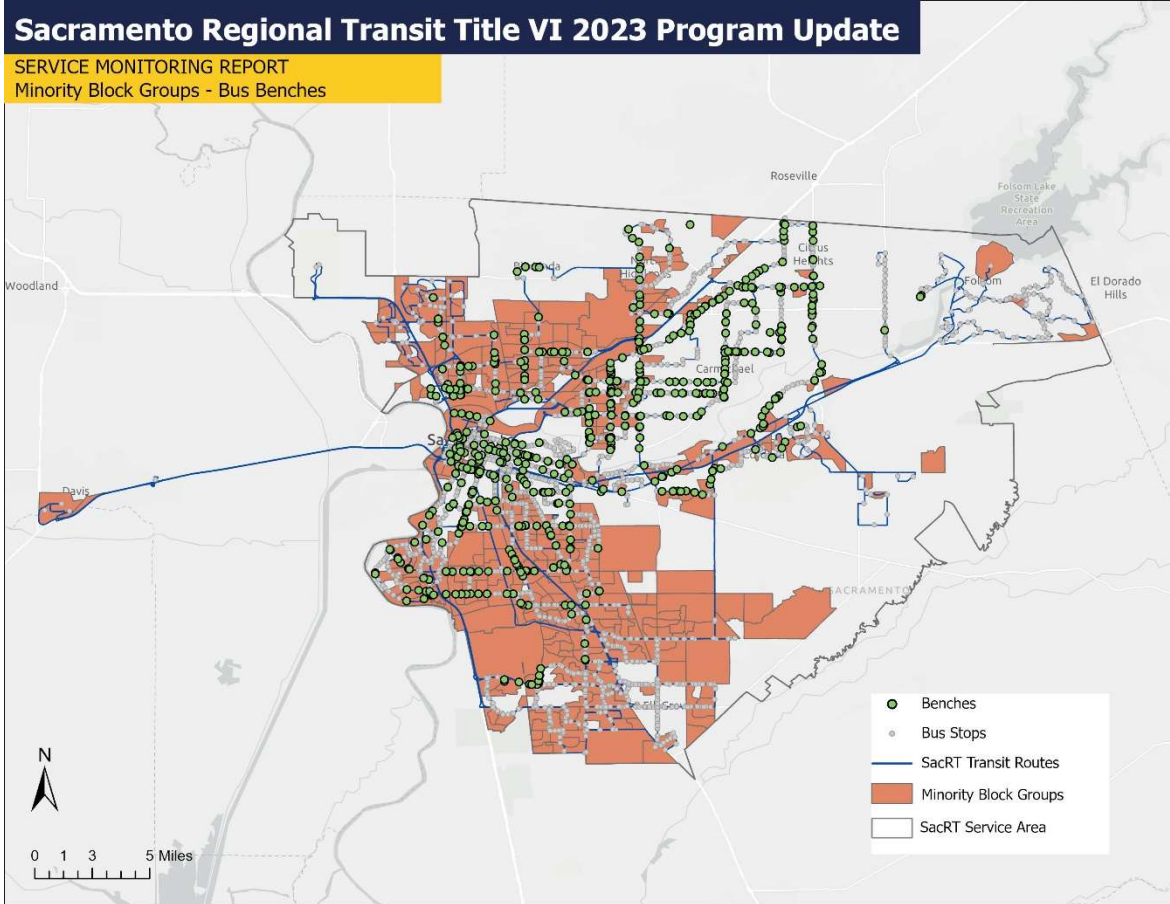 Sacramento Regional Transit Title VI 2023 Program Update
SERVICE MONITORING REPORT
Minority Block Groups - Bus Benches
Roseville
Folsom Lake
State
Recreation
Area
Woodland
Citrus
Heights
Folsom
El Dorado
Hills
Carmichael
Davis
SACRAMENTO
Benches
Bus Stops
SacRT Transit Routes
Minority Block Groups
SacRT Service Area
N
0 1 3 5 Miles